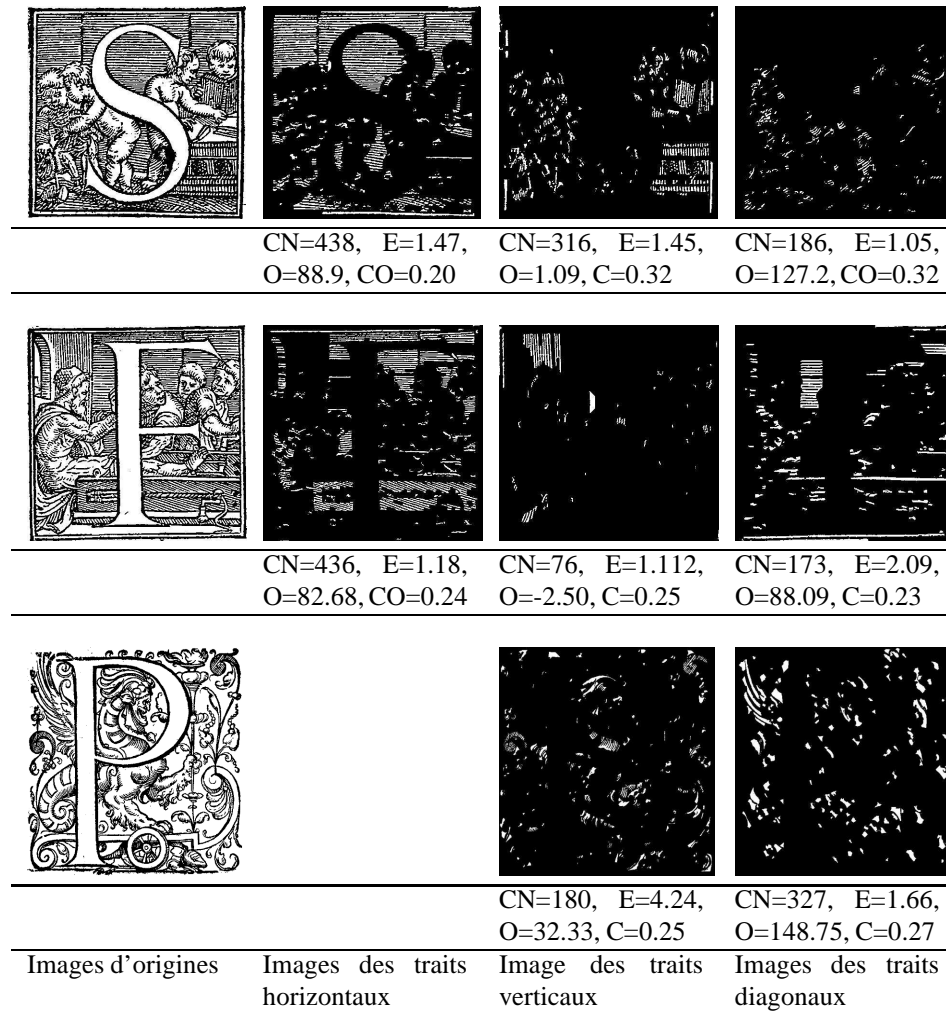 S
CN=438, E=1.47, O=88.9, CO=0.20
CN=316, E=1.45, O=1.09, C=0.32
CN=186, E=1.05, O=127.2, CO=0.32
F
CN=436, E=1.18, O=82.68, CO=0.24
CN=76, E=1.112, O=-2.50, C=0.25
CN=173, E=2.09, O=88.09, C=0.23
P
CN=180, E=4.24, O=32.33, C=0.25
CN=327, E=1.66, O=148.75, C=0.27
Images d'origines
Images des traits horizontaux
Image des traits verticaux
Images des traits diagonaux